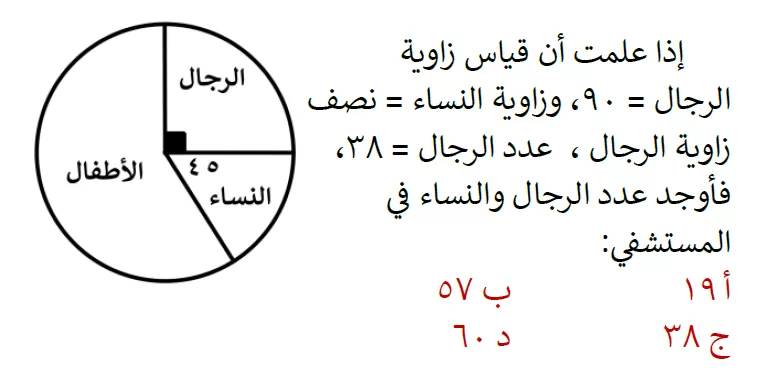 إذا علمت أن قياس زاوية
الرجال = ٩٠، وزاوية النساء = نصف
زاوية الرجال ، عدد الرجال = ٣٨،
فأوجد عدد الرجال والنساء في
المستشفي:
أ ١٩ ب ٥٧
ج ٣٨ د ٦٠
الرجال
٤٥
الأطفال
النساء